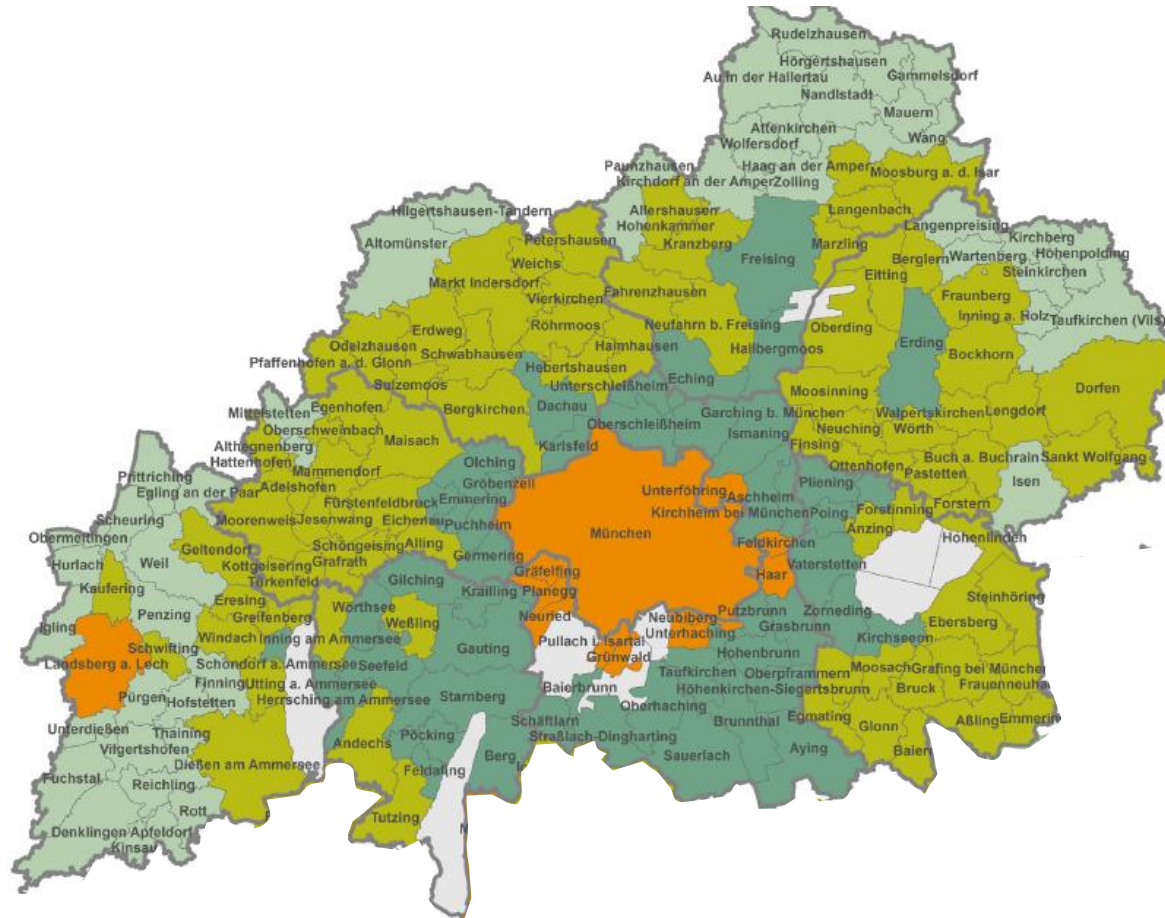 Rudelzhausen
Hörgertshausen
Au in der Hallertau
Gammelsdorf
Nandlstadt
Mauern
Attenkirchen
Wang
Wolfersdorf
Paunzhausen
Haag an der Amper
Moosburg a. d. Isar
Kirchdorf an der Amper
Zolling
Hilgertshausen-Tandern
Allershausen
Langenbach
Hohenkammer
Langenpreising
Altomünster
Petershausen
Kranzberg
Marzling
Kirchberg
Wartenberg
Hohenpolding
Weichs
Freising
Berglern
Steinkirchen
Markt Indersdorf
Eitting
Fahrenzhausen
Fraunberg
Vierkirchen
Inning a. Holz
Taufkirchen (Vils)
Röhrmoos
Neufahrn b. Freising
Oberding
Erdweg
Erding
Odelzhausen
Haimhausen
Hallbergmoos
Schwabhausen
Bockhorn
Pfaffenhofen a. d. Glonn
Hebertshausen
Eching
Sulzemoos
Unterschleißheim
Moosinning
Dorfen
Mittelstetten
Egenhofen
Bergkirchen
Dachau
Garching b. München
Walpertskirchen
Lengdorf
Oberschweinbach
Oberschleißheim
Neuching
Wörth
Althegnenberg
Maisach
Ismaning
Finsing
Karlsfeld
Buch a. Buchrain
Sankt Wolfgang
Hattenhofen
Olching
Ottenhofen
Mammendorf
Pastetten
Prittriching
Gröbenzell
Unterföhring
Pliening
Isen
Adelshofen
Egling an der Paar
Emmering
Aschheim
Fürstenfeldbruck
Forstinning
Forstern
Scheuring
Kirchheim bei München
Poing
Moorenweis
Jesenwang
Eichenau
Puchheim
Anzing
Obermeitingen
München
Feldkirchen
Hohenlinden
Geltendorf
Schöngeising
Alling
Germering
Hurlach
Weil
Kottgeisering
Grafrath
Vaterstetten
Gräfelfing
Haar
Türkenfeld
Gilching
Kaufering
Krailling
Planegg
Eresing
Steinhöring
Penzing
Greifenberg
Wörthsee
Zorneding
Neuried
Putzbrunn
Igling
Weßling
Neubiberg
Grasbrunn
Ebersberg
Windach
Inning am Ammersee
Pullach i. Isartal
Unterhaching
Kirchseeon
Schwifting
Gauting
Hohenbrunn
Landsberg a. Lech
Schondorf a. Ammersee
Seefeld
Grünwald
Taufkirchen
Oberpframmern
Moosach
Grafing bei München
Finning
Utting a. Ammersee
Baierbrunn
Höhenkirchen-Siegertsbrunn
Bruck
Frauenneuha
Pürgen
Hofstetten
Herrsching am Ammersee
Starnberg
Oberhaching
Unterdießen
Schäftlarn
Brunnthal
Egmating
Aßling
Emmerin
Thaining
Pöcking
Straßlach-Dingharting
Glonn
Vilgertshofen
Andechs
Sauerlach
Aying
Baiern
Dießen am Ammersee
Berg
Fuchstal
Feldafing
Reichling
Rott
Tutzing
Denklingen
Apfeldorf
Kinsau